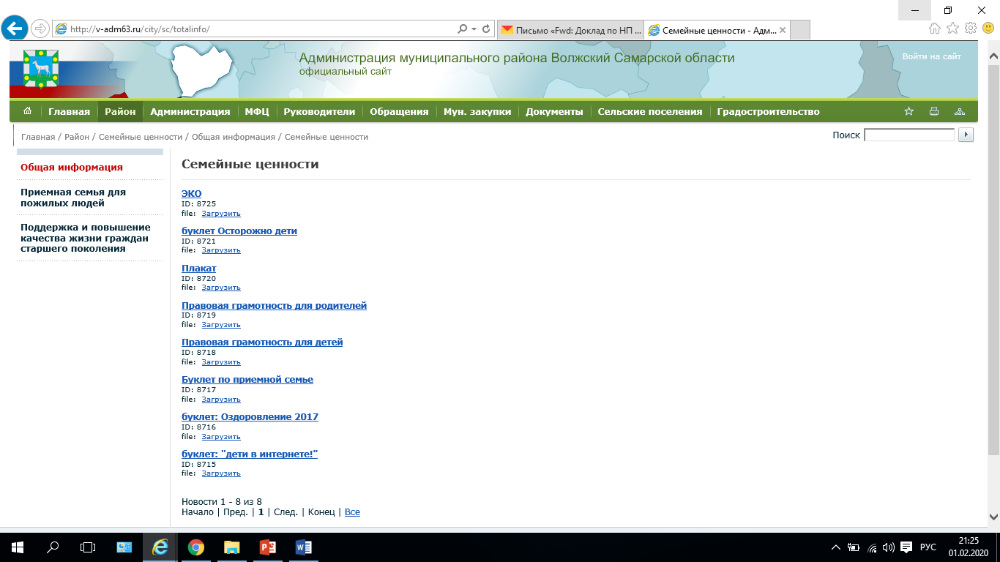 http://v-adm63.ru/city/sc/totalinfo/
Письмо «Fwd: Доклад по НП ...
Семейные ценности - Адм...
Администрация муниципального района Волжский Самарской области
официальный сайт
Войти на сайт
Главная
Район
Администрация
МФЦ
Руководители
Обращения
Мун. закупки
Документы
Сельские поселения
Градостроительство
Главная / Район / Семейные ценности / Общая информация / Семейные ценности
Поиск
Общая информация
Приемная семья для
пожилых людей
Поддержка и повышение
качества жизни граждан
старшего поколения
Семейные ценности
ЭКО
ID: 8725
file: Загрузить
буклет Осторожно дети
ID: 8721
file: Загрузить
Плакат
ID: 8720
file: Загрузить
Правовая грамотность для родителей
ID: 8719
file: Загрузить
Правовая грамотность для детей
ID: 8718
file: Загрузить
Буклет по приемной семье
ID: 8717
file: Загрузить
буклет: Оздоровление 2017
ID: 8716
file: Загрузить
буклет: "дети в интернете!"
ID: 8715
file: Загрузить
Новости 1 - 8 из 8
Начало | Пред. | 1 | След. | Конец | Все
РУС
21:25
01.02.2020